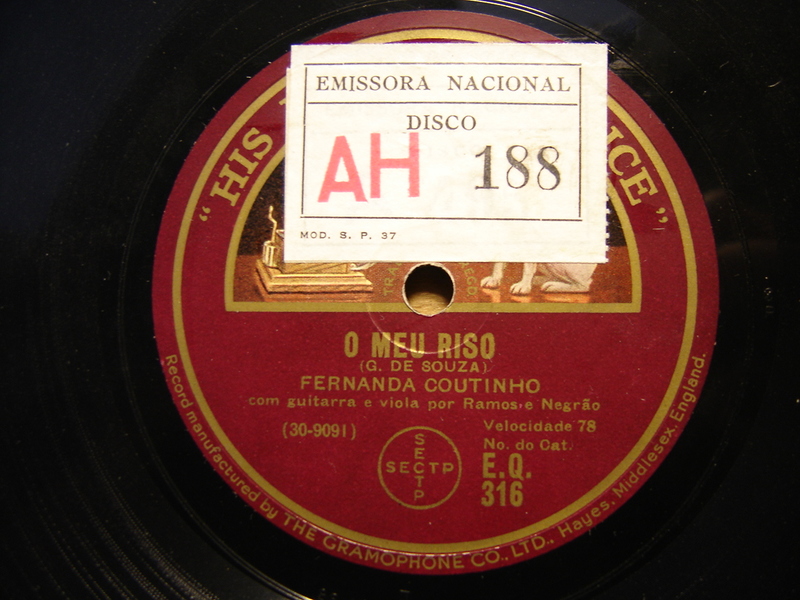 "HIS
ICE"
EMISSORA NACIONAL
DISCO
AH 188
MOD. S. P. 37
O MEU RISO
(G. DE SOUZA)
FERNANDA COUTINHO
com guitarra e viola por Ramos e Negrão
(30-9091)
Velocidade 78
No. do Cat.
E.Q.
316
SECTP
SECTP
Record manufactured by THE GRAMOPHONE CO., LTD., Hayes, Middlesex, England.